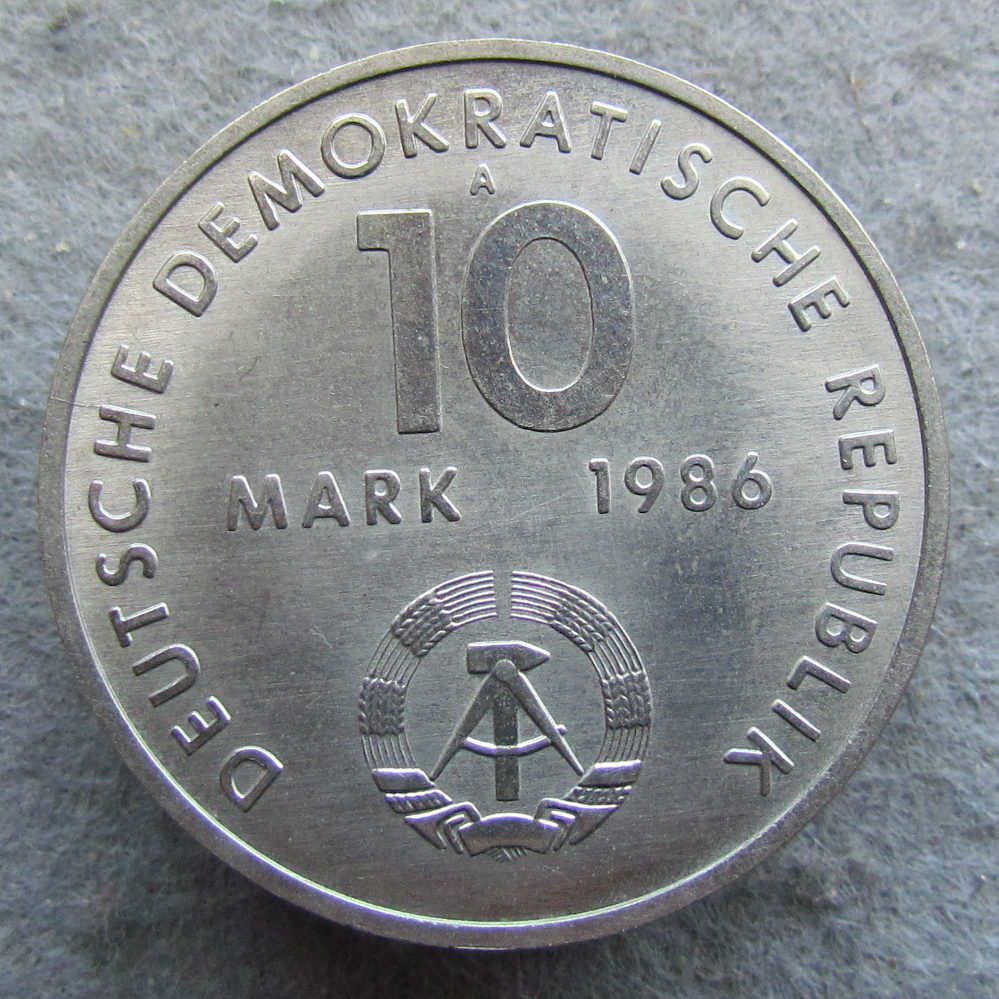 DEUTSCHE DEMOKRATISCHE REPUBLIK
A
10
MARK 1986